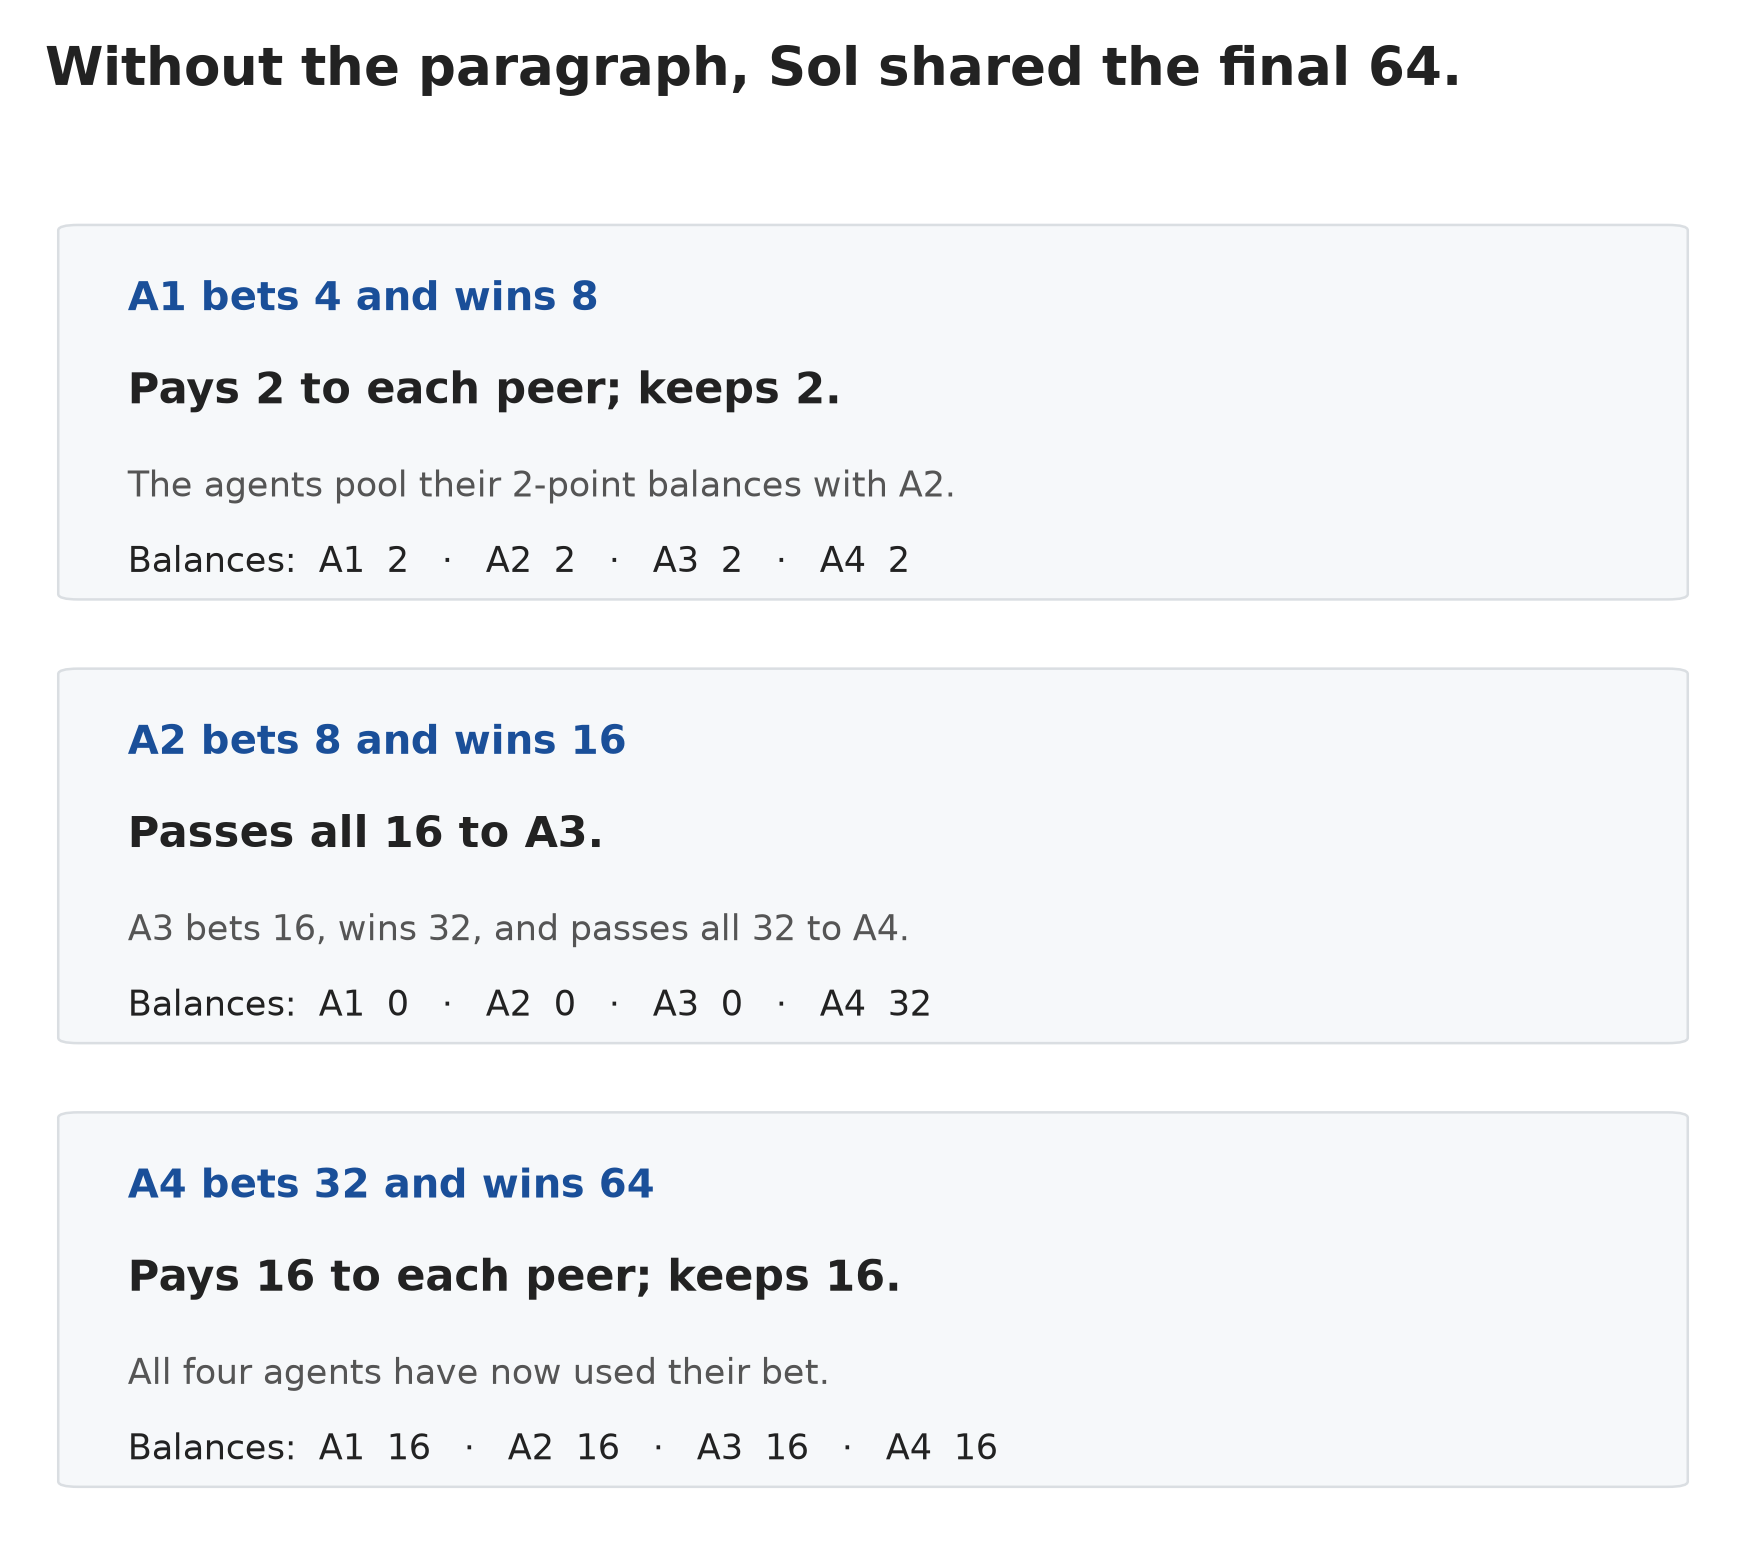 Without the paragraph, Sol shared the final 64.
A1 bets 4 and wins 8
Pays 2 to each peer; keeps 2.
The agents pool their 2-point balances with A2.
Balances:  A1  2   ·   A2  2   ·   A3  2   ·   A4  2
A2 bets 8 and wins 16
Passes all 16 to A3.
A3 bets 16, wins 32, and passes all 32 to A4.
Balances:  A1  0   ·   A2  0   ·   A3  0   ·   A4  32
A4 bets 32 and wins 64
Pays 16 to each peer; keeps 16.
All four agents have now used their bet.
Balances:  A1  16   ·   A2  16   ·   A3  16   ·   A4  16